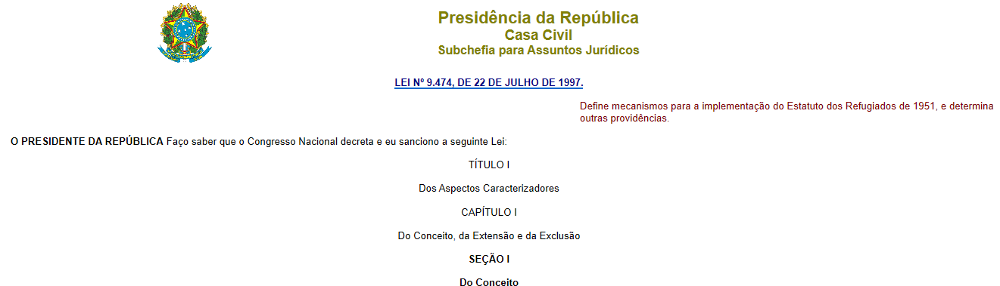 Presidência da República
Casa Civil
Subchefia para Assuntos Jurídicos
LEI Nº 9.474, DE 22 DE JULHO DE 1997.
Define mecanismos para a implementação do Estatuto dos Refugiados de 1951, e determina
outras providências.
O PRESIDENTE DA REPÚBLICA Faço saber que o Congresso Nacional decreta e eu sanciono a seguinte Lei:
TÍTULO I
Dos Aspectos Caracterizadores
CAPÍTULO I
Do Conceito, da Extensão e da Exclusão
SEÇÃO I
Do Conceito